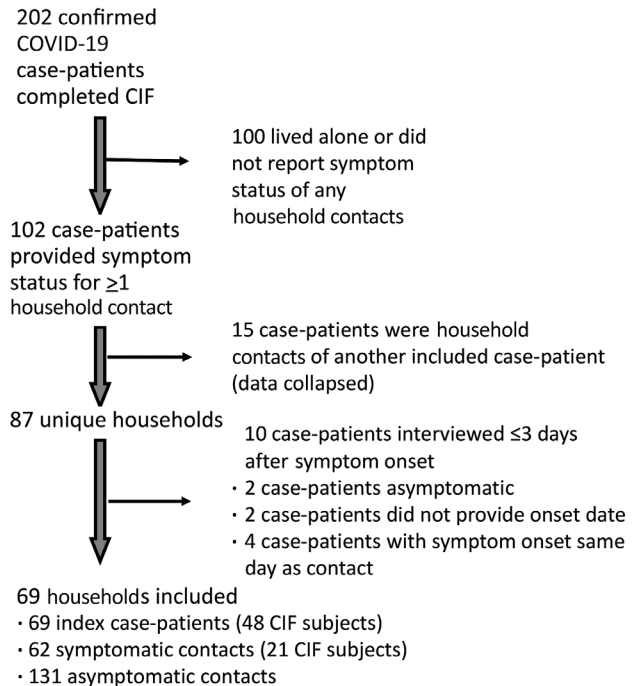 202 confirmed
COVID-19
case-patients
completed CIF
100 lived alone or did
not report symptom
status of any
household contacts
102 case-patients
provided symptom
status for ≥1
household contact
15 case-patients were household
contacts of another included case-patient
(data collapsed)
87 unique households
10 case-patients interviewed ≤3 days
after symptom onset
· 2 case-patients asymptomatic
· 2 case-patients did not provide onset date
· 4 case-patients with symptom onset same
day as contact
69 households included
· 69 index case-patients (48 CIF subjects)
· 62 symptomatic contacts (21 CIF subjects)
· 131 asymptomatic contacts